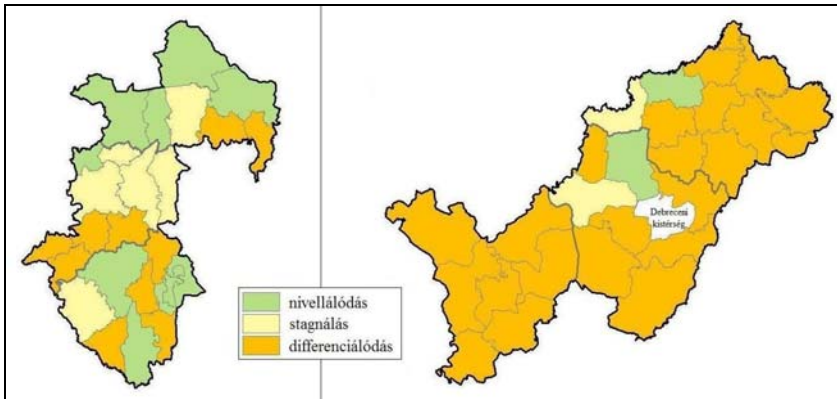 Debreceni
kistérség
nivellálódás
stagnálás
differenciálódás